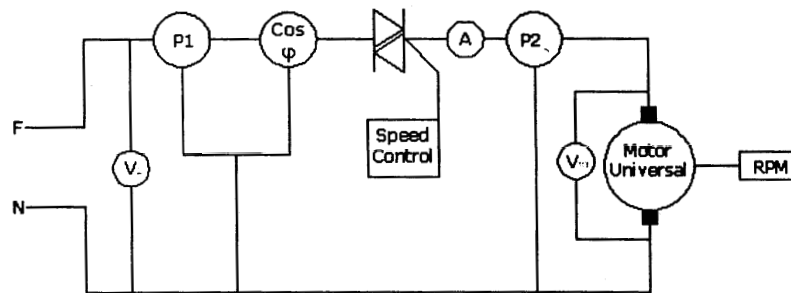 F
N
V
P1
Cos
φ
Speed
Control
A
P2
V
Motor
Universal
RPM